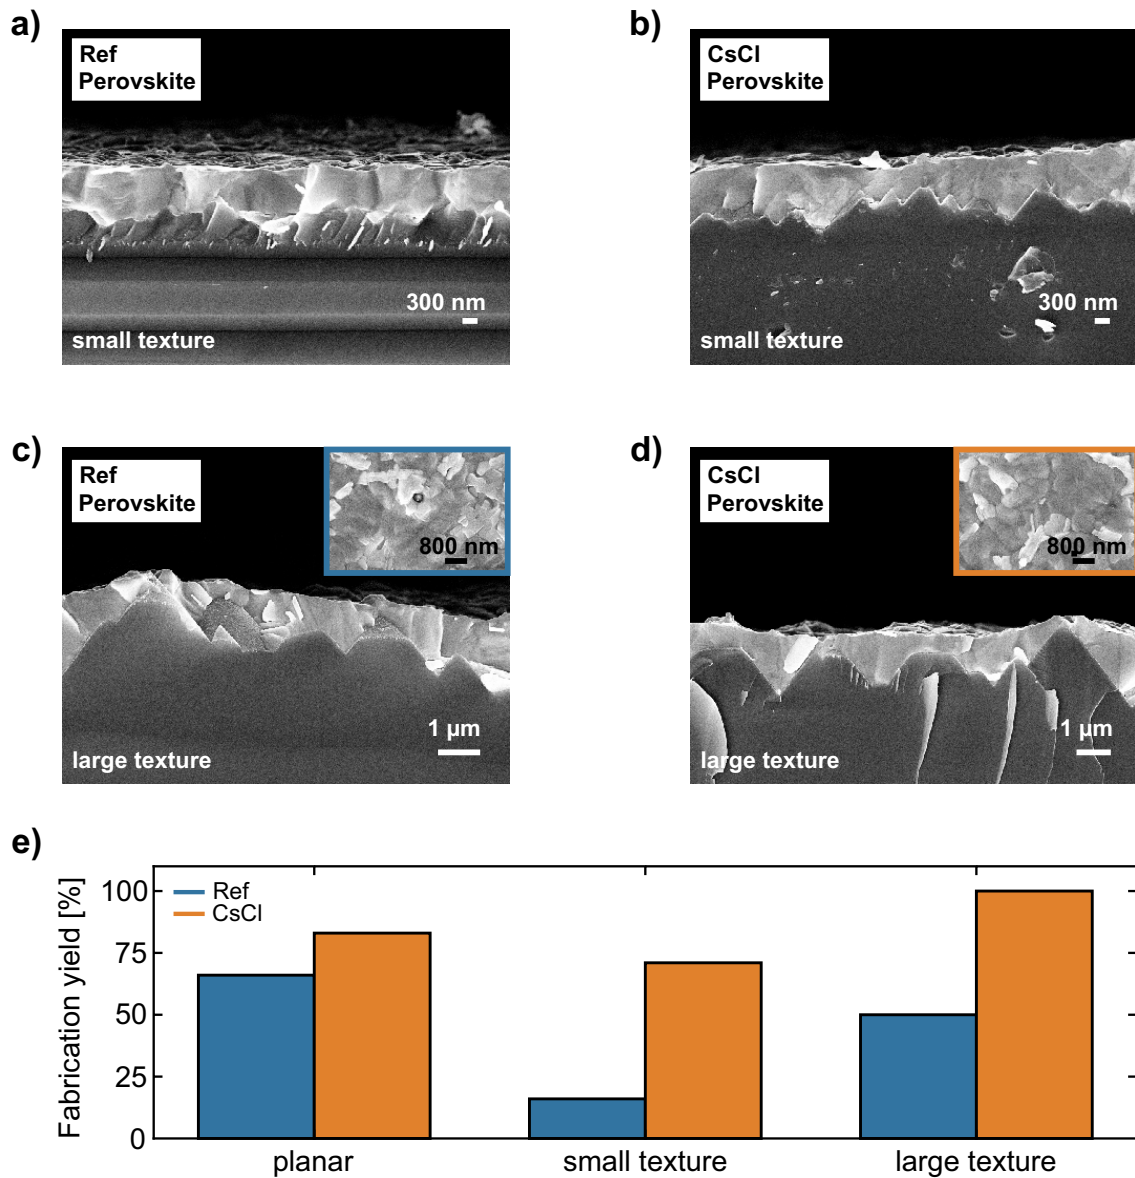 a)
Ref
Perovskite
300 nm
small texture
b)
CsCl
Perovskite
300 nm
small texture
c)
Ref
Perovskite
800 nm
1 µm
large texture
d)
CsCl
Perovskite
800 nm
1 µm
large texture
e)
Fabrication yield [%]
100
75
50
25
0
Ref
CsCl
planar
small texture
large texture